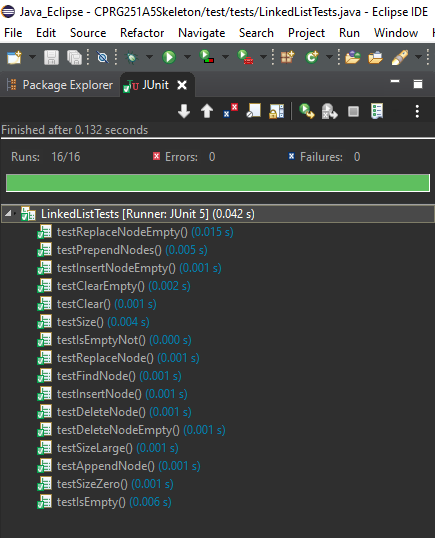 Java_Eclipse - CPRG251A5Skeleton/test/tests/LinkedListTests.java - Eclipse IDE
File Edit Source Refactor Navigate Search Project Run Window
Package Explorer JUnit
Finished after 0.132 seconds
Runs: 16/16 Errors: 0 Failures: 0
LinkedListTests [Runner: JUnit 5] (0.042 s)
testReplaceNodeEmpty() (0.015 s)
testPrependNodes() (0.005 s)
testInsertNodeEmpty() (0.001 s)
testClearEmpty() (0.002 s)
testClear() (0.001 s)
testSize() (0.004 s)
testIsEmptyNot() (0.000 s)
testReplaceNode() (0.001 s)
testFindNode() (0.001 s)
testInsertNode() (0.001 s)
testDeleteNode() (0.001 s)
testDeleteNodeEmpty() (0.001 s)
testSizeLarge() (0.001 s)
testAppendNode() (0.001 s)
testSizeZero() (0.001 s)
testIsEmpty() (0.006 s)